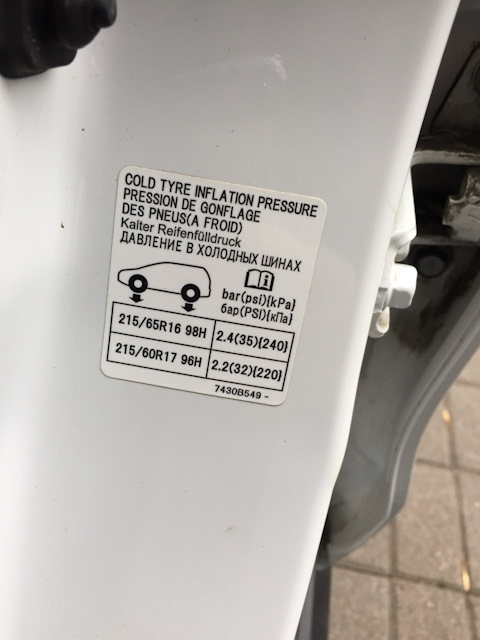 COLD TYRE INFLATION PRESSURE
PRESSION DE GONFLAGE
DES PNEUS(A FROID)
Kalter Reifenfülldruck
ДАВЛЕНИЕ В ХОЛОДНЫХ ШИНАХ
bar(psi){kPa}
бар(PSI){кПа}
215/65R16 98H 2.4(35){240}
215/60R17 96H 2.2(32){220}
7430B549 -